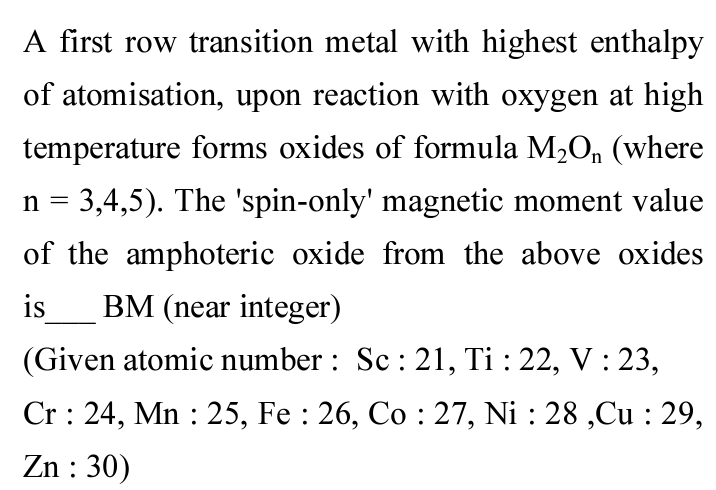 A first row transition metal with highest enthalpy
of atomisation, upon reaction with oxygen at high
temperature forms oxides of formula M₂Oₙ (where
n = 3,4,5). The 'spin-only' magnetic moment value
of the amphoteric oxide from the above oxides
is___ BM (near integer)
(Given atomic number : Sc : 21, Ti : 22, V : 23,
Cr : 24, Mn : 25, Fe : 26, Co : 27, Ni : 28 ,Cu : 29,
Zn : 30)